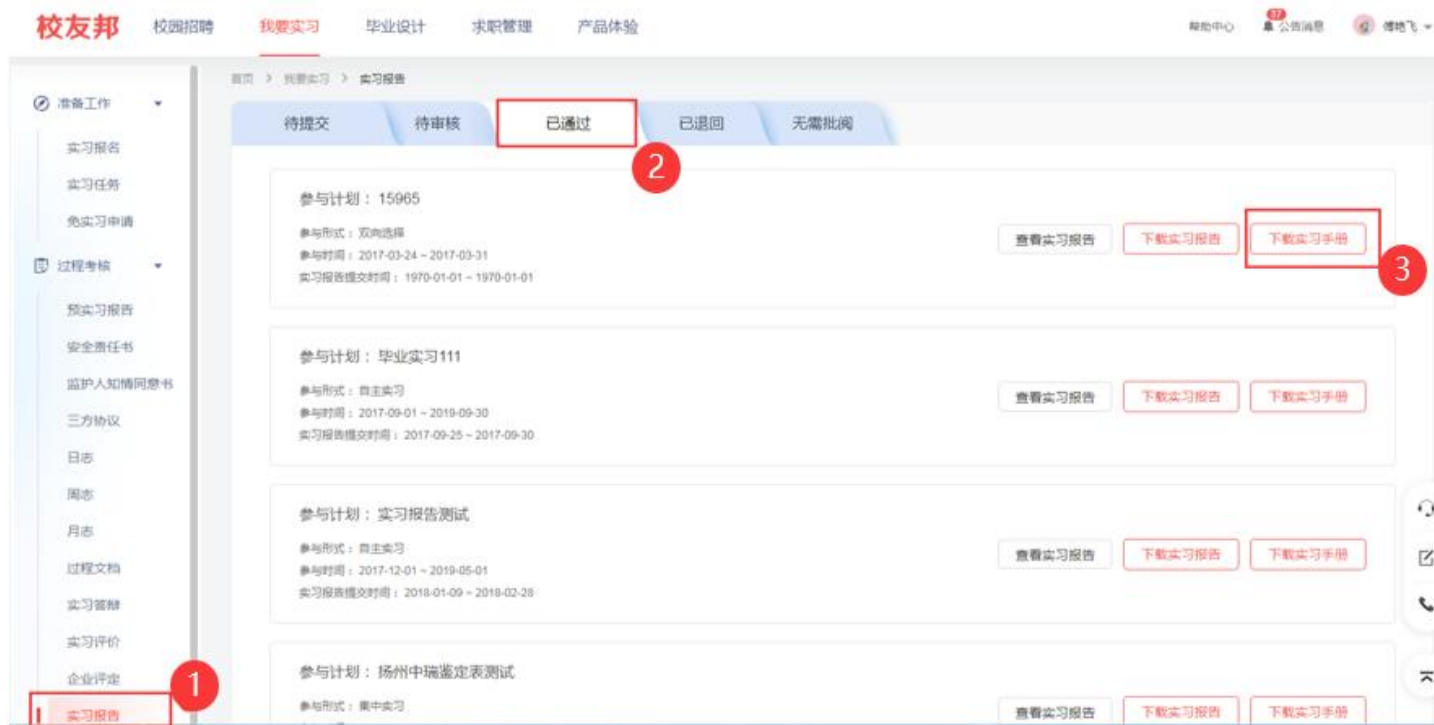 校友邦 校园招聘 我要实习 毕业设计 求职管理 产品体验 帮助中心 37 公告消息 傅艳飞
首页 > 我要实习 > 实习报告
准备工作
实习报名
实习任务
免实习申请
过程考核
预实习报告
安全责任书
监护人知情同意书
三方协议
日志
周志
月志
过程文档
实习答辩
实习评价
企业评定
1
实习报告
待提交 待审核 已通过 已退回 无需批阅
2
参与计划：15965
参与形式：双向选择
参与时间：2017-03-24 ~ 2017-03-31
实习报告提交时间：1970-01-01 ~ 1970-01-01
查看实习报告 下载实习报告 下载实习手册
3
参与计划：毕业实习111
参与形式：自主实习
参与时间：2017-09-01 ~ 2019-09-30
实习报告提交时间：2017-09-25 ~ 2017-09-30
查看实习报告 下载实习报告 下载实习手册
参与计划：实习报告测试
参与形式：自主实习
参与时间：2017-12-01 ~ 2019-05-01
实习报告提交时间：2018-01-09 ~ 2018-02-28
查看实习报告 下载实习报告 下载实习手册
参与计划：扬州中瑞鉴定表测试
参与形式：集中实习
查看实习报告 下载实习报告 下载实习手册